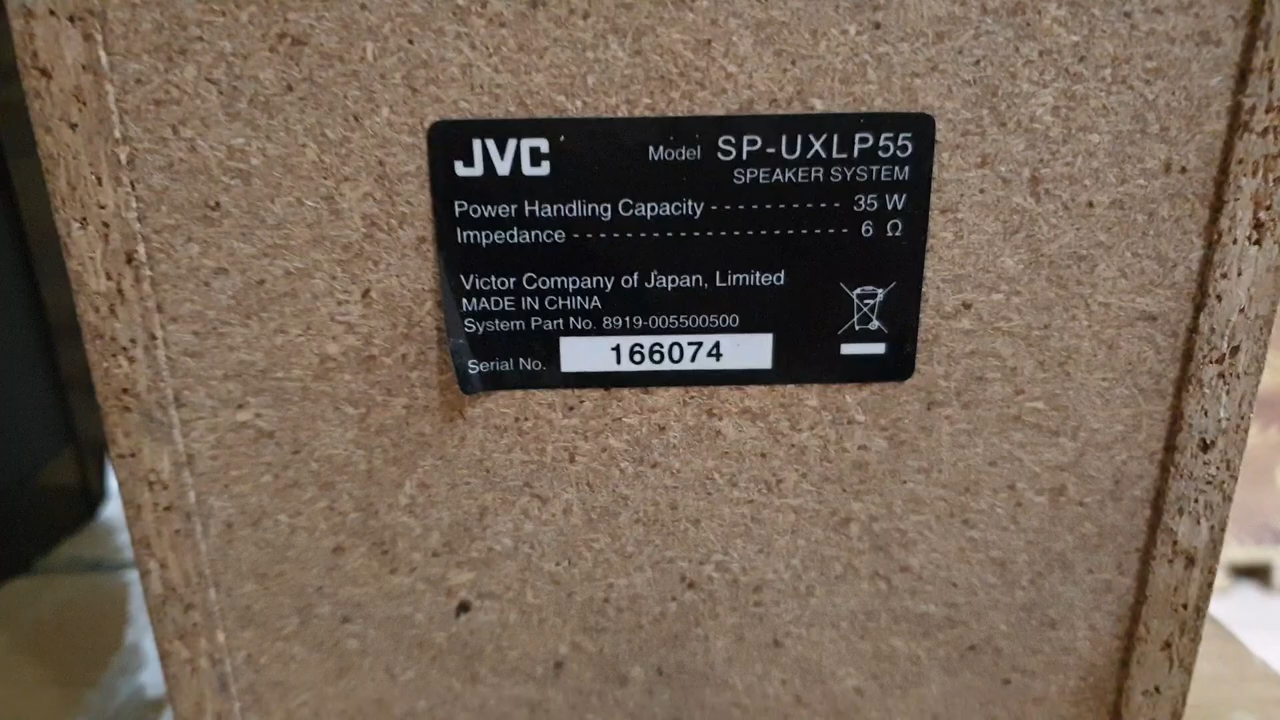 JVC Model SP-UXLP55
SPEAKER SYSTEM
Power Handling Capacity ---------- 35 W
Impedance --------------------- 6 Ω
Victor Company of Japan, Limited
MADE IN CHINA
System Part No. 8919-005500500
Serial No. 166074